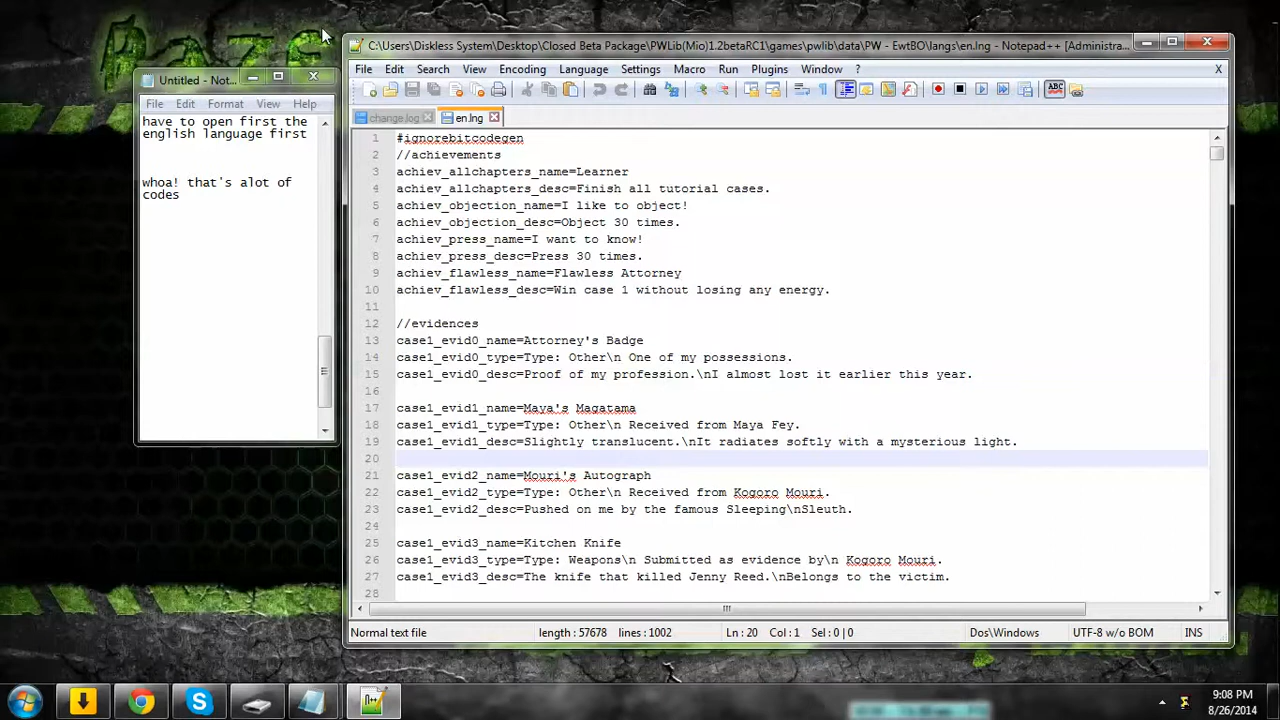 Raze
Untitled - Not...
File Edit Format View Help
have to open first the
english language first
whoa! that's alot of
codes
C:\Users\Diskless System\Desktop\Closed Beta Package\PWLib(Mio)1.2betaRC1\games\pwlib\data\PW - EwtBO\langs\en.lng - Notepad++ [Administra...
File Edit Search View Encoding Language Settings Macro Run Plugins Window ? X
change.log en.lng
1 #ignorebitcodegen
2 //achievements
3 achiev_allchapters_name=Learner
4 achiev_allchapters_desc=Finish all tutorial cases.
5 achiev_objection_name=I like to object!
6 achiev_objection_desc=Object 30 times.
7 achiev_press_name=I want to know!
8 achiev_press_desc=Press 30 times.
9 achiev_flawless_name=Flawless Attorney
10 achiev_flawless_desc=Win case 1 without losing any energy.
11
12 //evidences
13 case1_evid0_name=Attorney's Badge
14 case1_evid0_type=Type: Other\n One of my possessions.
15 case1_evid0_desc=Proof of my profession.\nI almost lost it earlier this year.
16
17 case1_evid1_name=Maya's Magatama
18 case1_evid1_type=Type: Other\n Received from Maya Fey.
19 case1_evid1_desc=Slightly translucent.\nIt radiates softly with a mysterious light.
20
21 case1_evid2_name=Mouri's Autograph
22 case1_evid2_type=Type: Other\n Received from Kogoro Mouri.
23 case1_evid2_desc=Pushed on me by the famous Sleeping\nSleuth.
24
25 case1_evid3_name=Kitchen Knife
26 case1_evid3_type=Type: Weapons\n Submitted as evidence by\n Kogoro Mouri.
27 case1_evid3_desc=The knife that killed Jenny Reed.\nBelongs to the victim.
28
Normal text file length : 57678 lines : 1002 Ln : 20 Col : 1 Sel : 0 | 0 Dos\Windows UTF-8 w/o BOM INS
9:08 PM
8/26/2014